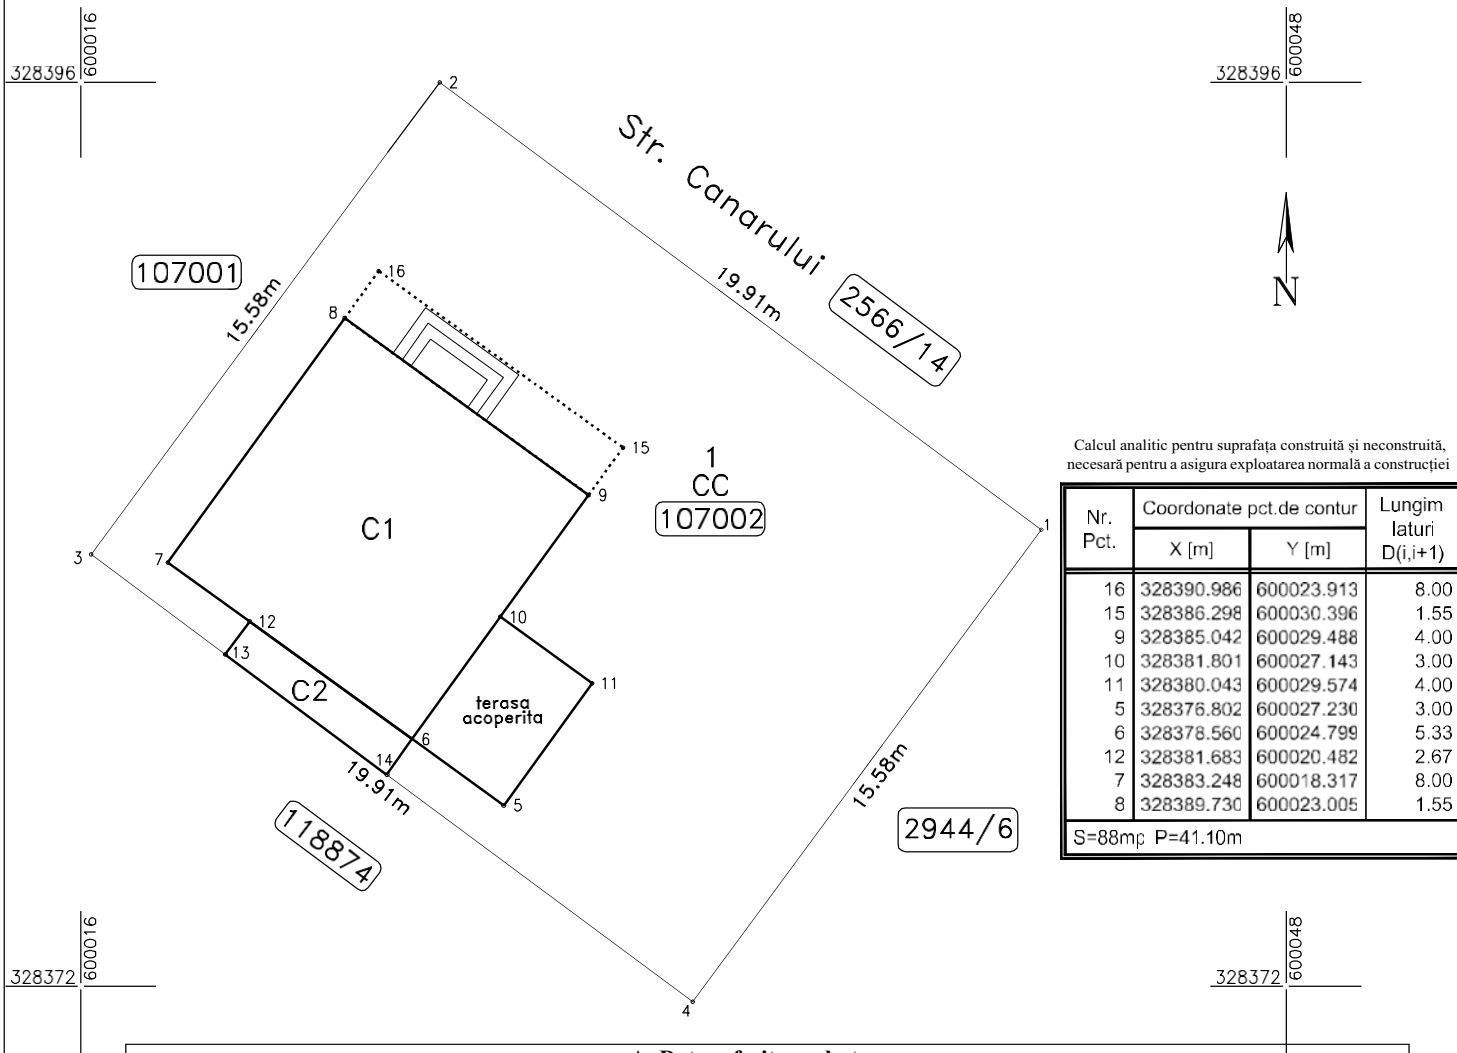 600016
600048
328396
328396
2
Str. Canarului
107001
16
19.91m
2566/14
N
15.58m
8
15
1
CC
107002
9
1
C1
3
7
12
10
13
C2
11
terasa
acoperita
6
14
19.91m
5
15.58m
118874
2944/6
Calcul analitic pentru suprafața construită și neconstruită,
necesară pentru a asigura exploatarea normală a construcției
Nr. Pct. Coordonate pct.de contur Lungimi laturi D(i,i+1)
X [m] Y [m]
16 328390.986 600023.913 8.00
15 328386.298 600030.396 1.55
9 328385.042 600029.488 4.00
10 328381.801 600027.143 3.00
11 328380.043 600029.574 4.00
5 328376.802 600027.230 3.00
6 328378.560 600024.799 5.33
12 328381.683 600020.482 2.67
7 328383.248 600018.317 8.00
8 328389.730 600023.005 1.55
S=88mp P=41.10m
600016
600048
328372
328372
4